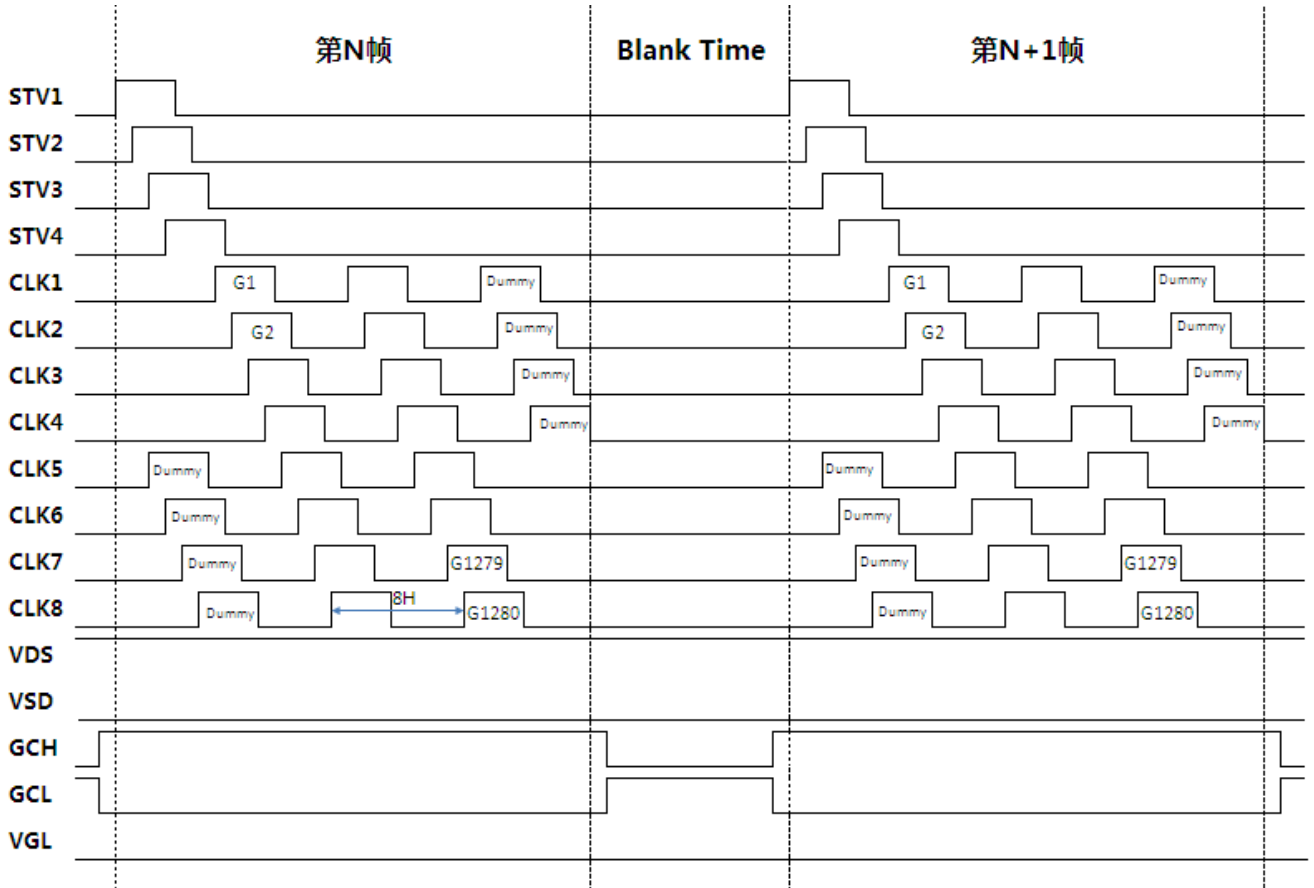 第N帧 Blank Time 第N+1帧
STV1
STV2
STV3
STV4
CLK1 G1 Dummy G1 Dummy
CLK2 G2 Dummy G2 Dummy
CLK3 Dummy Dummy
CLK4 Dummy Dummy
CLK5 Dummy Dummy
CLK6 Dummy Dummy
CLK7 Dummy G1279 Dummy G1279
CLK8 Dummy 8H G1280 Dummy G1280
VDS
VSD
GCH
GCL
VGL